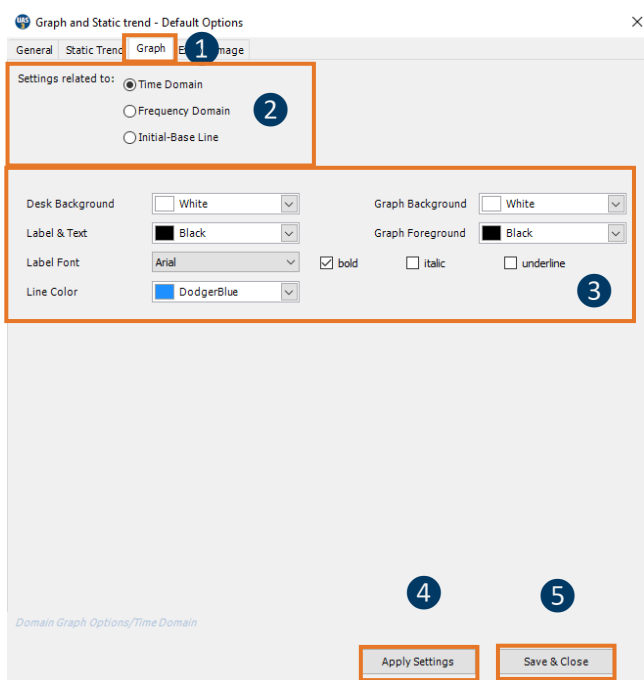 UAS
Graph and Static trend - Default Options
General Static Trend Graph 1 mage
Settings related to: Time Domain
Frequency Domain
2
Initial-Base Line
Desk Background White Graph Background White
Label & Text Black Graph Foreground Black
Label Font Arial bold italic underline
Line Color DodgerBlue
3
4 5
Domain Graph Options/Time Domain
Apply Settings Save & Close